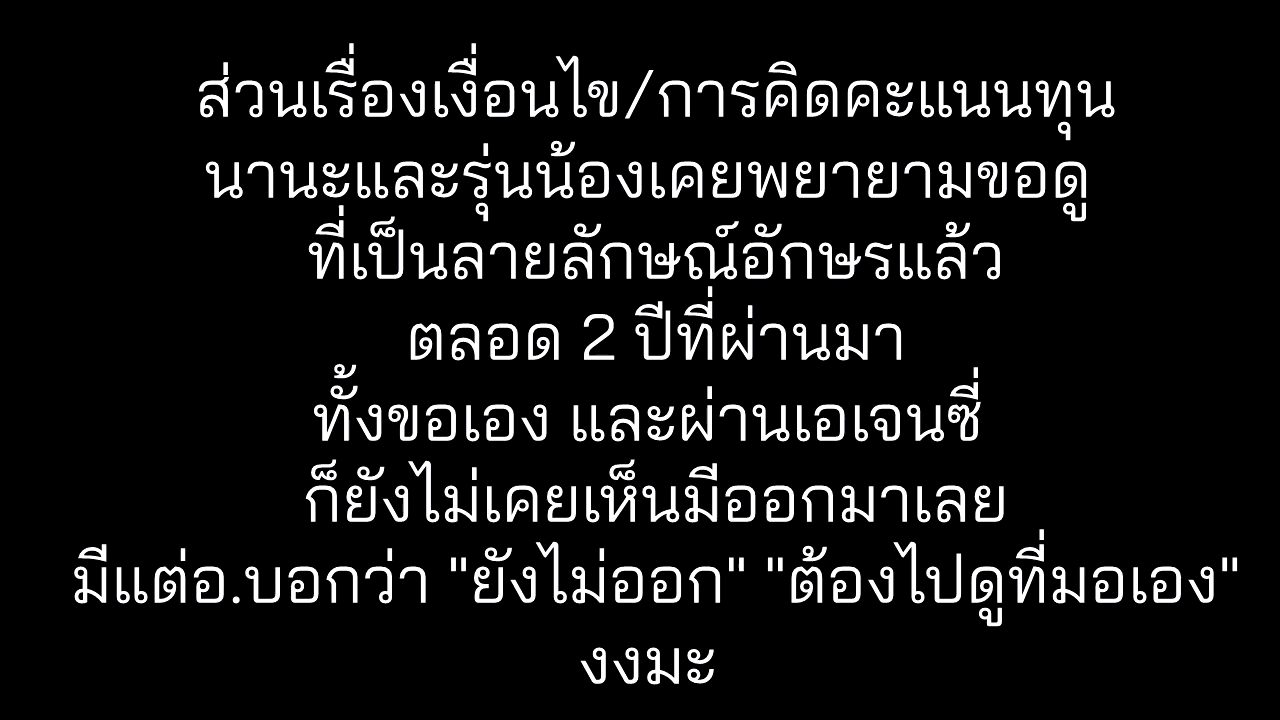 ส่วนเรื่องเงื่อนไข/การคิดคะแนนทุน
นานะและรุ่นน้องเคยพยายามขอดู
ที่เป็นลายลักษณ์อักษรแล้ว
ตลอด 2 ปีที่ผ่านมา
ทั้งขอเอง และผ่านเอเจนซี่
ก็ยังไม่เคยเห็นมีออกมาเลย
มีแต่อ.บอกว่า "ยังไม่ออก" "ต้องไปดูที่มอเอง"
งงมะ